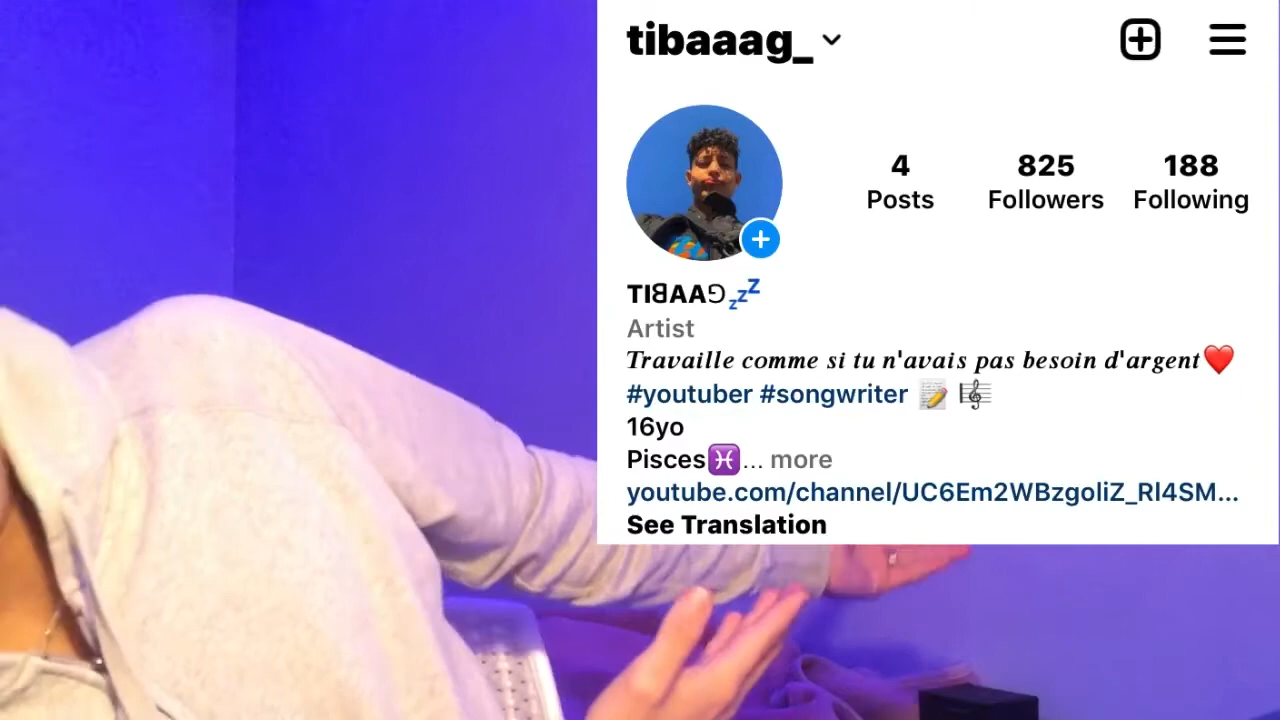 tibaaag_
4 825 188
Posts Followers Following
TIBAAG💤
Artist
Travaille comme si tu n'avais pas besoin d'argent❤️
#youtuber #songwriter 📝 🎼
16yo
Pisces♓... more
youtube.com/channel/UC6Em2WBzgoliZ_Rl4SM...
See Translation